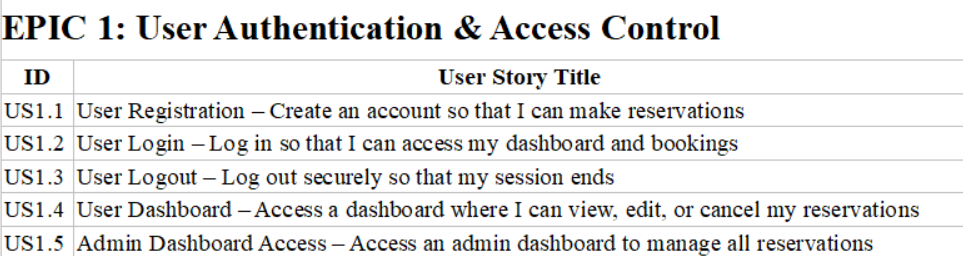 EPIC 1: User Authentication & Access Control
ID User Story Title
US1.1 User Registration – Create an account so that I can make reservations
US1.2 User Login – Log in so that I can access my dashboard and bookings
US1.3 User Logout – Log out securely so that my session ends
US1.4 User Dashboard – Access a dashboard where I can view, edit, or cancel my reservations
US1.5 Admin Dashboard Access – Access an admin dashboard to manage all reservations